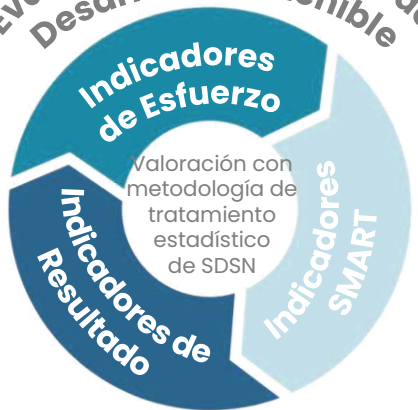 Desarrollo Sostenible
Indicadores
de Esfuerzo
Valoración con
metodología de
tratamiento
estadístico
de SDSN
Indicadores
SMART
Indicadores de
Resultado